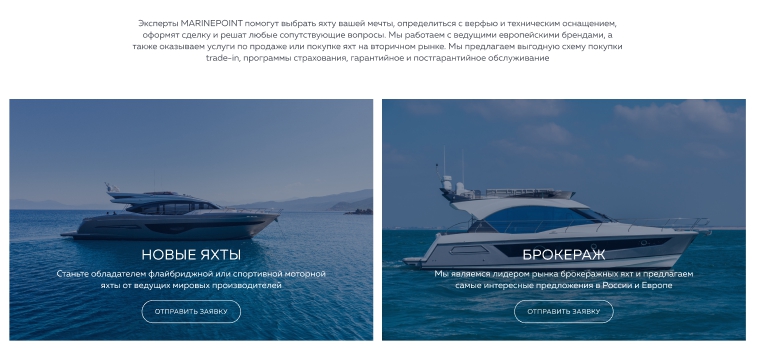 Эксперты MARINEPOINT помогут выбрать яхту вашей мечты, определиться с верфью и техническим оснащением,
оформят сделку и решат любые сопутствующие вопросы. Мы работаем с ведущими европейскими брендами, а
также оказываем услуги по продаже или покупке яхт на вторичном рынке. Мы предлагаем выгодную схему покупки
trade-in, программы страхования, гарантийное и постгарантийное обслуживание
НОВЫЕ ЯХТЫ
Станьте обладателем флайбриджной или спортивной моторной
яхты от ведущих мировых производителей
ОТПРАВИТЬ ЗАЯВКУ
БРОКЕРАЖ
Мы являемся лидером рынка брокеражных яхт и предлагаем
самые интересные предложения в России и Европе
ОТПРАВИТЬ ЗАЯВКУ